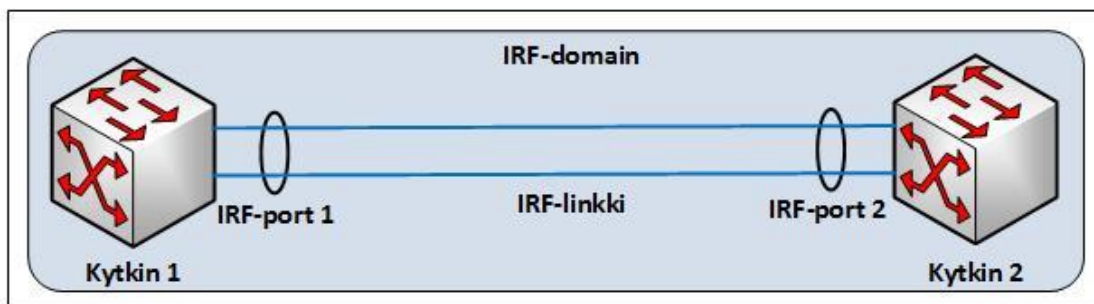 IRF-domain
IRF-port 1
IRF-linkki
IRF-port 2
Kytkin 1
Kytkin 2